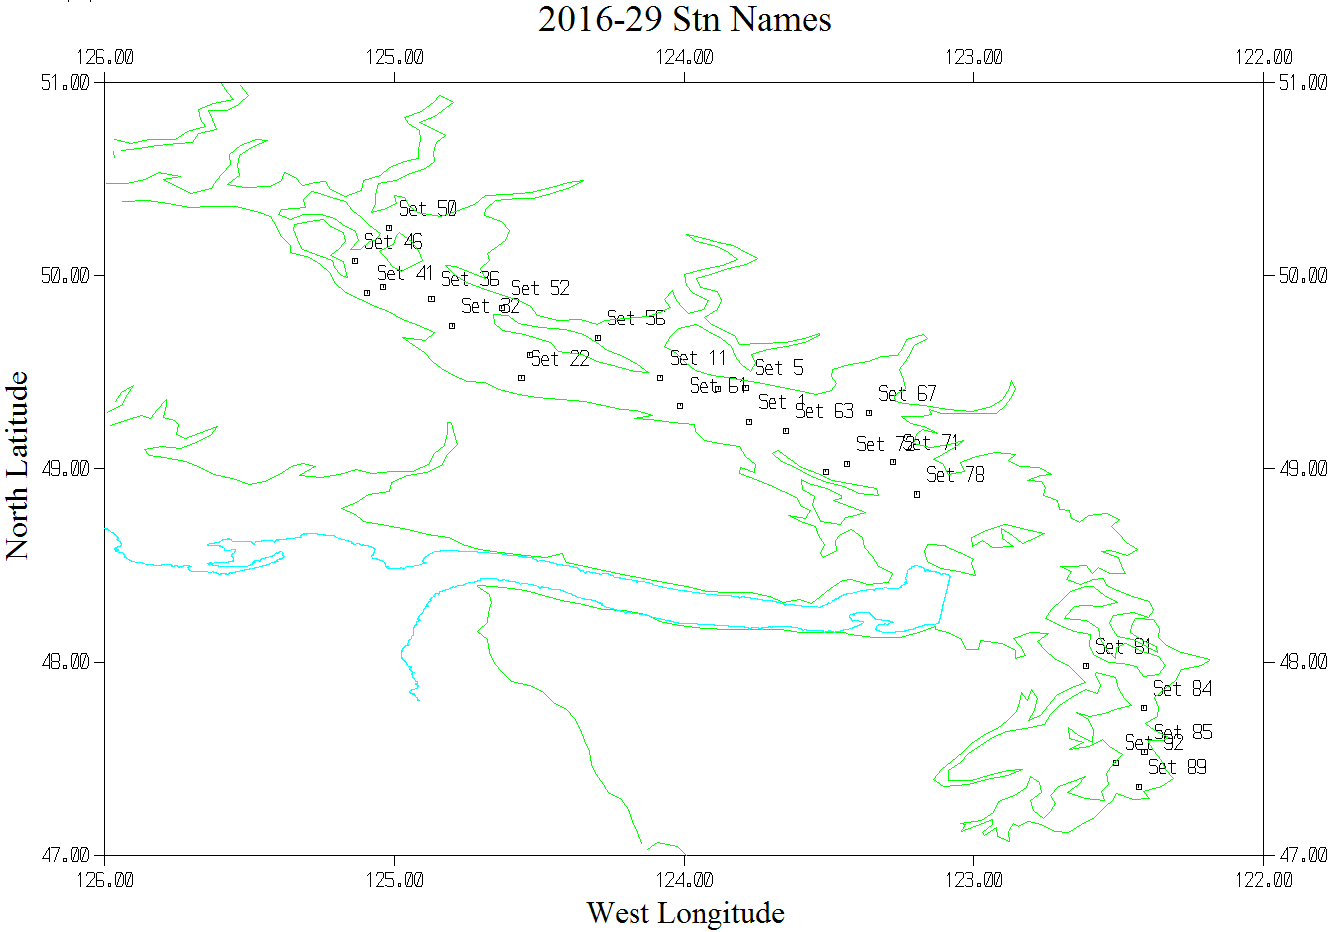 2016-29 Stn Names
126.00 125.00 124.00 123.00 122.00
51.00 51.00
Set 50
Set 46
50.00 Set 41 Set 36 50.00
Set 52
Set 32
Set 56
Set 22 Set 11
Set 5
Set 61
Set 1
Set 67
Set 63
Set 71
49.00 49.00
Set 78
48.00 Set 81 48.00
Set 84
Set 85
Set 92
Set 89
47.00 47.00
126.00 125.00 124.00 123.00 122.00
West Longitude
North Latitude